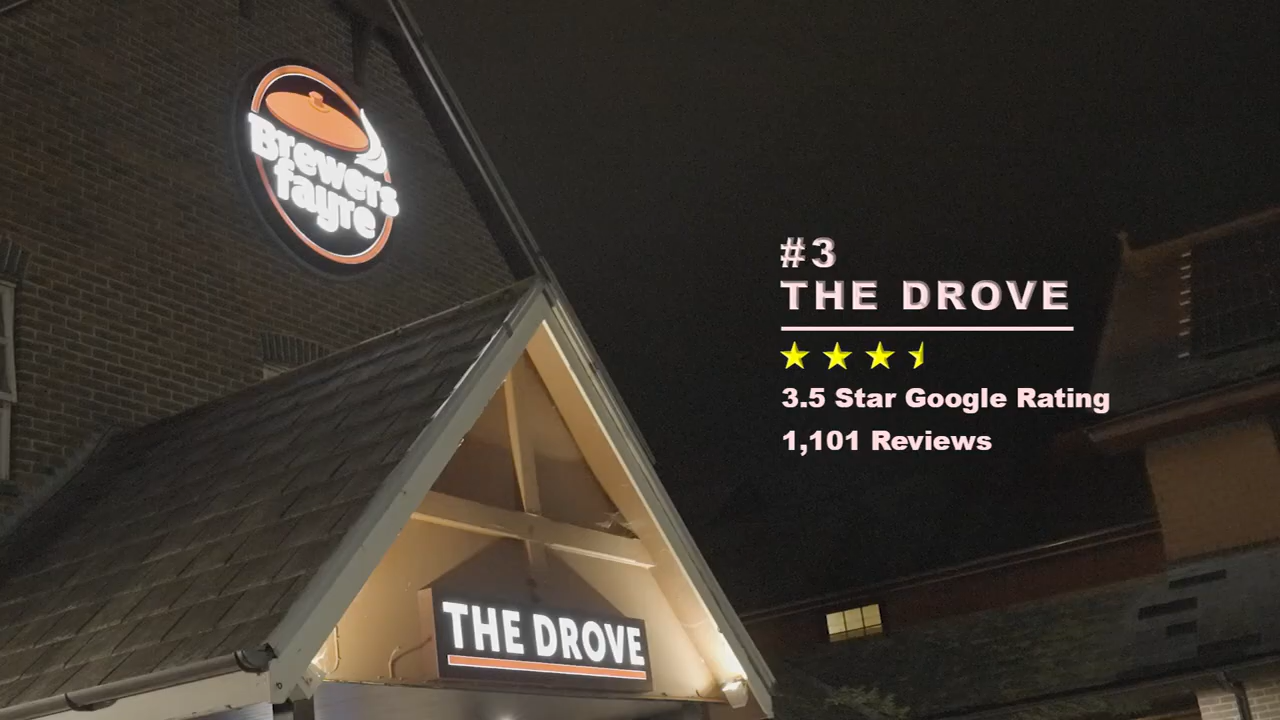 Brewers
fayre
THE DROVE
#3
THE DROVE
3.5 Star Google Rating
1,101 Reviews